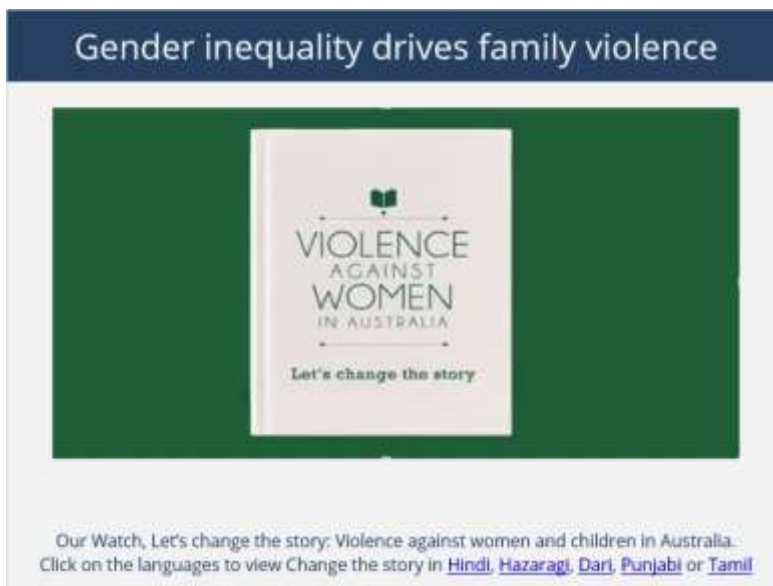 Gender inequality drives family violence
VIOLENCE
AGAINST
WOMEN
IN AUSTRALIA
Let's change the story
Our Watch, Let's change the story: Violence against women and children in Australia.
Click on the languages to view Change the story in Hindi, Hazaragi, Dari, Punjabi or Tamil